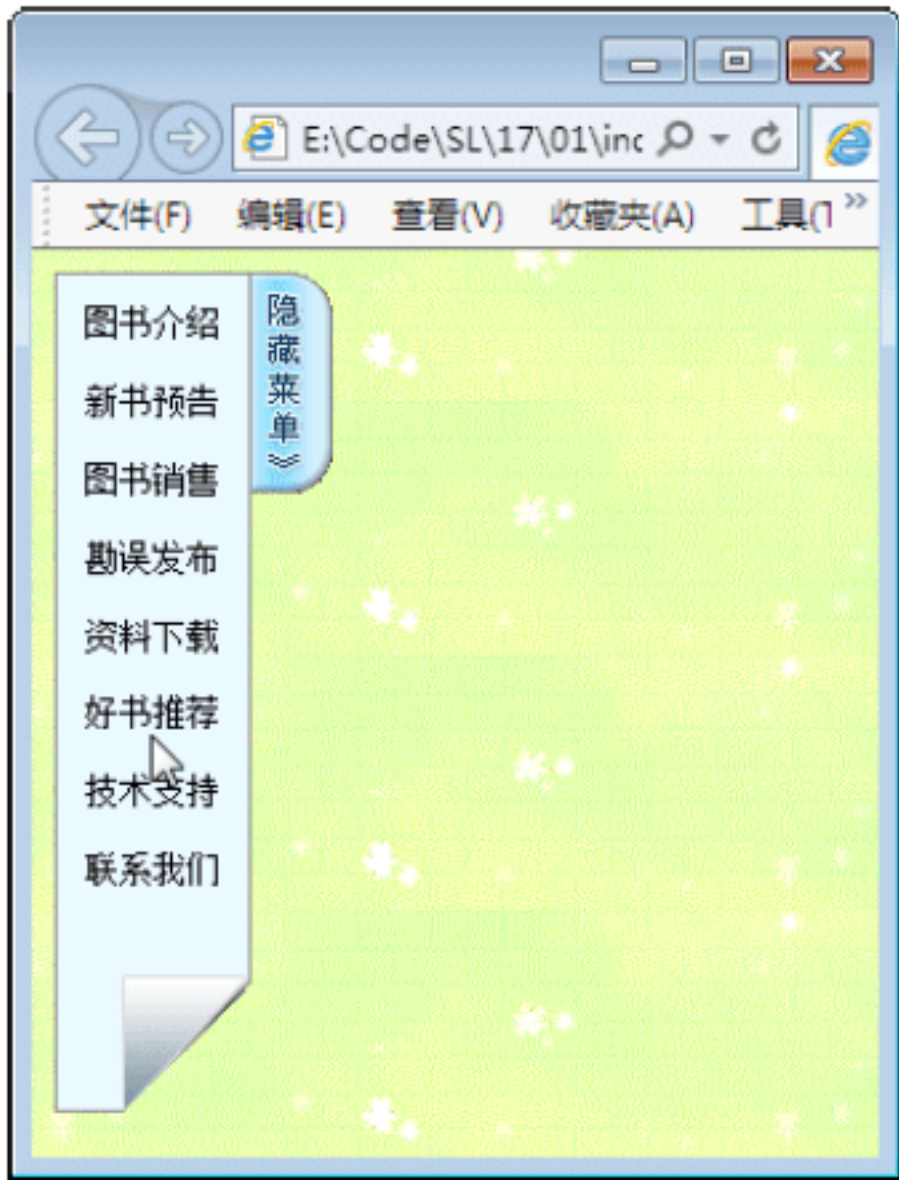 E:\Code\SL\17\01\inc
文件(F) 编辑(E) 查看(V) 收藏夹(A) 工具(T »
图书介绍
新书预告
图书销售
勘误发布
资料下载
好书推荐
技术支持
联系我们
隐藏菜单